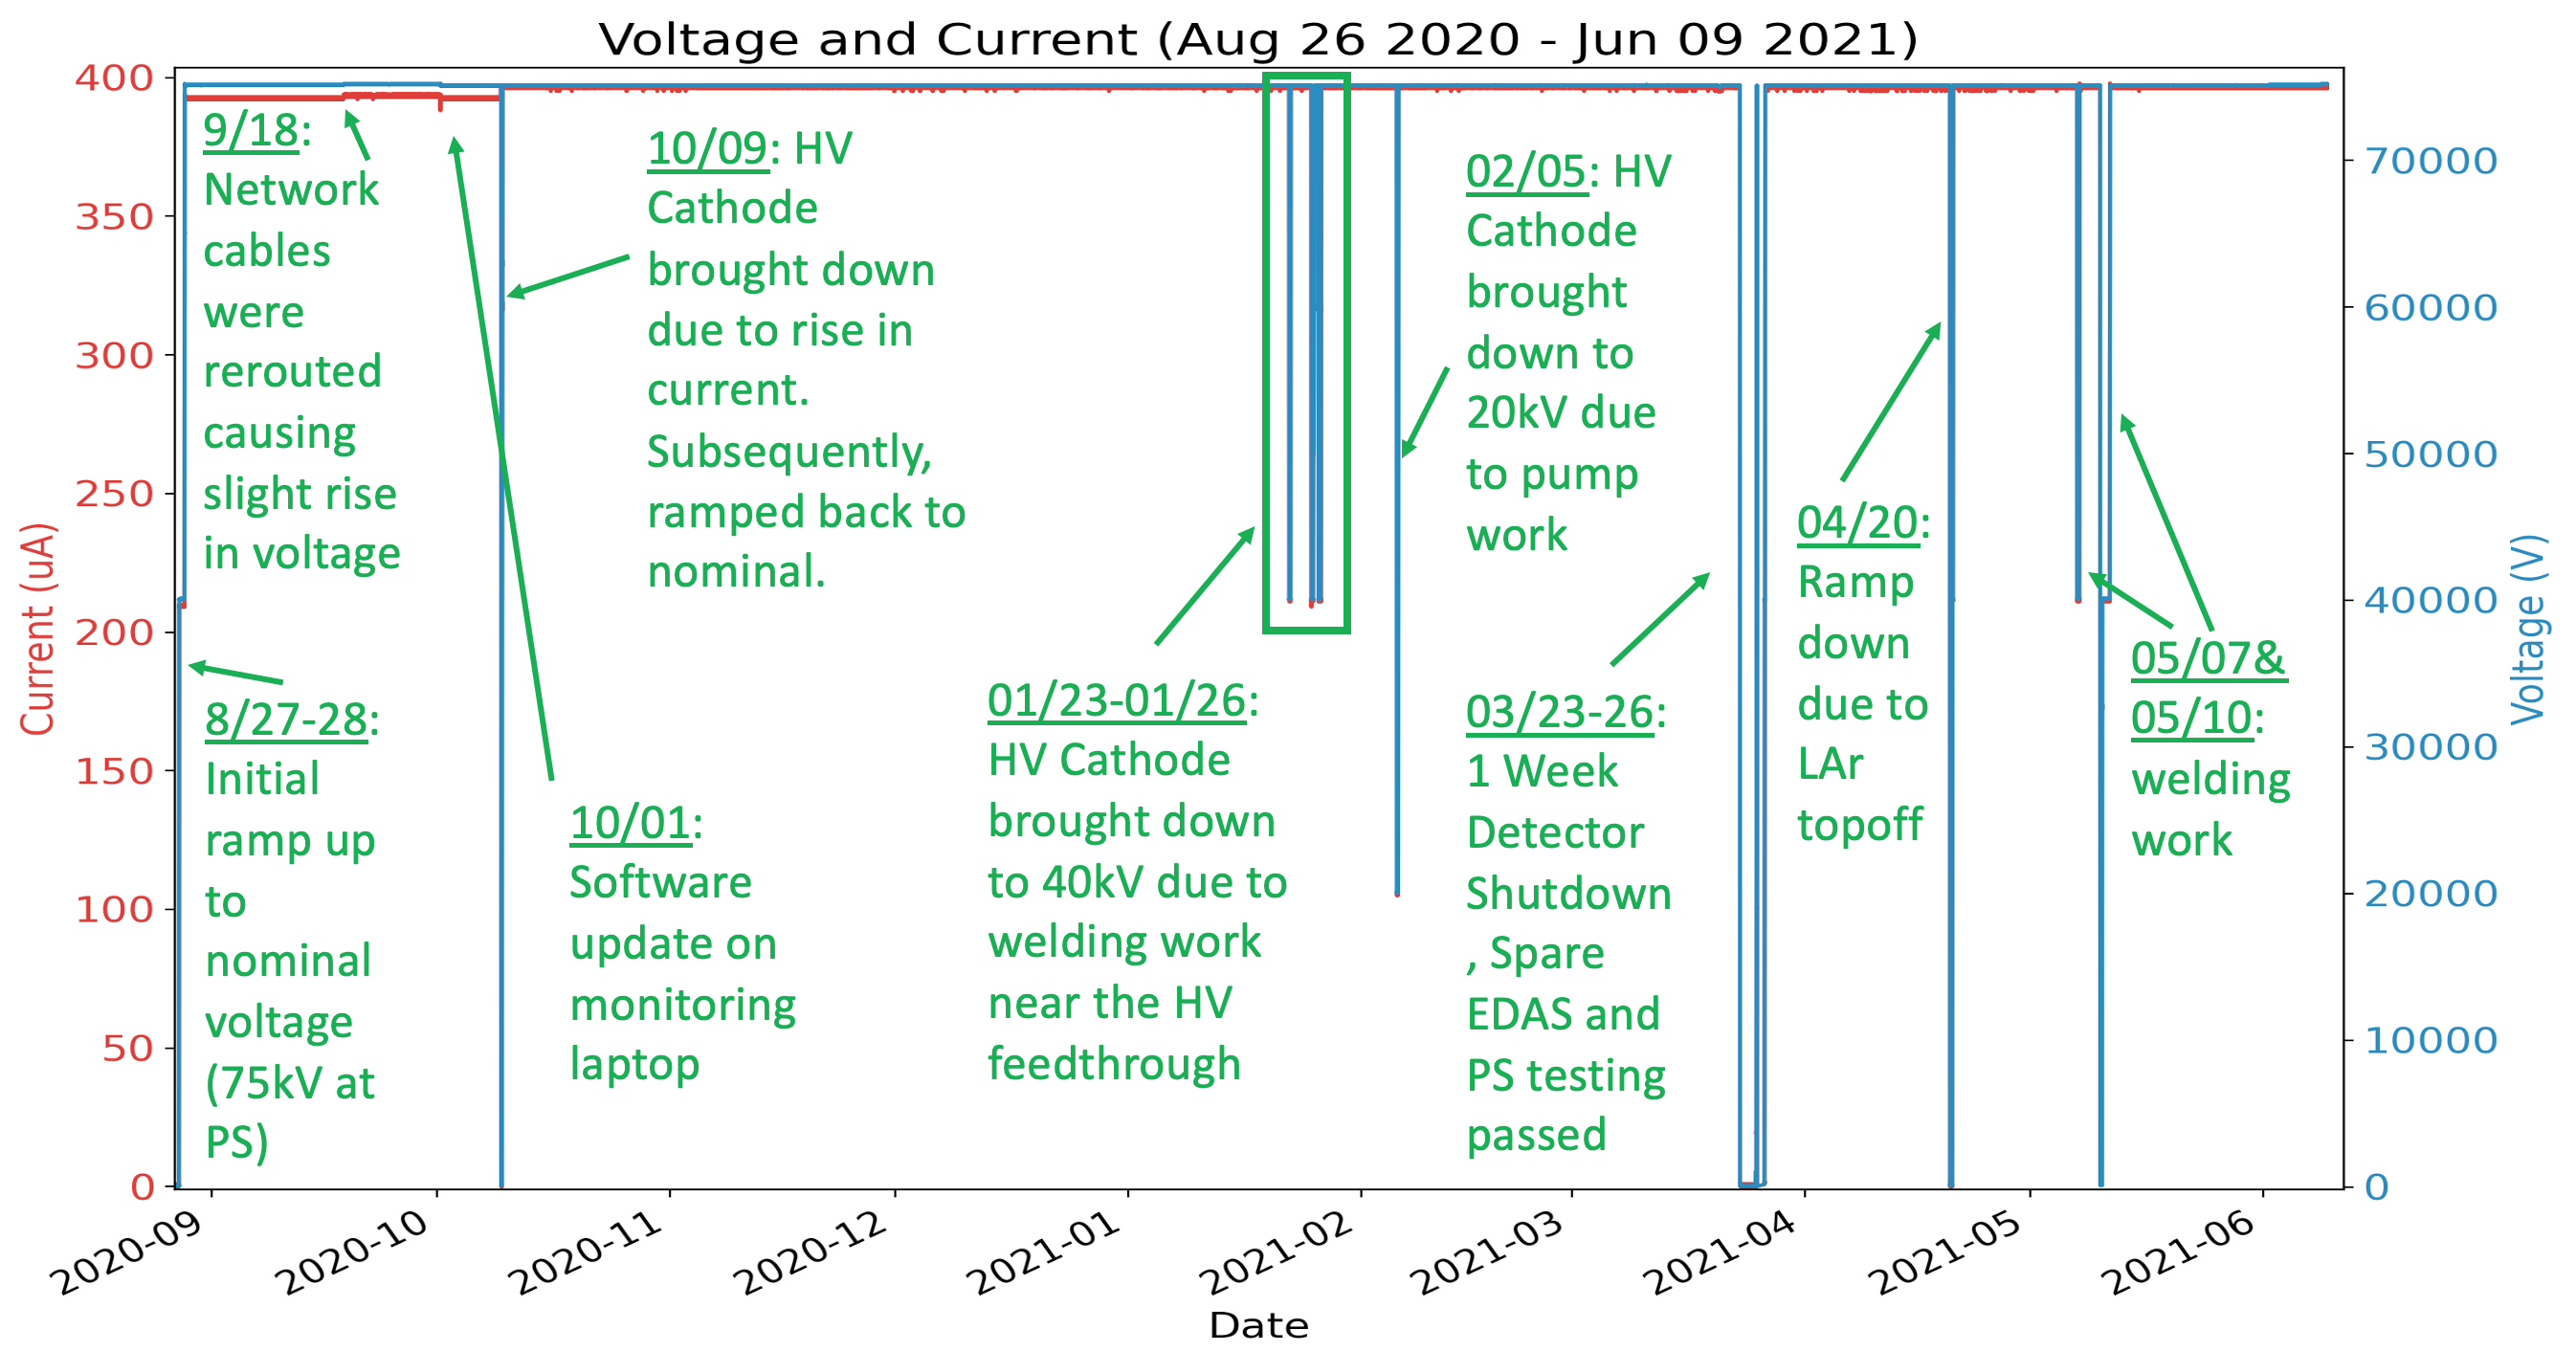 Voltage and Current (Aug 26 2020 - Jun 09 2021)
400
350
300
250
200
150
100
50
0
Current (uA)
9/18:
Network
cables
were
rerouted
causing
slight rise
in voltage
8/27-28:
Initial
ramp up
to
nominal
voltage
(75kV at
PS)
10/01:
Software
update on
monitoring
laptop
10/09: HV
Cathode
brought down
due to rise in
current.
Subsequently,
ramped back to
nominal.
01/23-01/26:
HV Cathode
brought down
to 40kV due to
welding work
near the HV
feedthrough
02/05: HV
Cathode
brought
down to
20kV due
to pump
work
03/23-26:
1 Week
Detector
Shutdown
, Spare
EDAS and
PS testing
passed
04/20:
Ramp
down
due to
LAr
topoff
05/07&
05/10:
welding
work
70000
60000
50000
40000
30000
20000
10000
0
Voltage (V)
2020-09
2020-10
2020-11
2020-12
2021-01
2021-02
2021-03
2021-04
2021-05
2021-06
Date